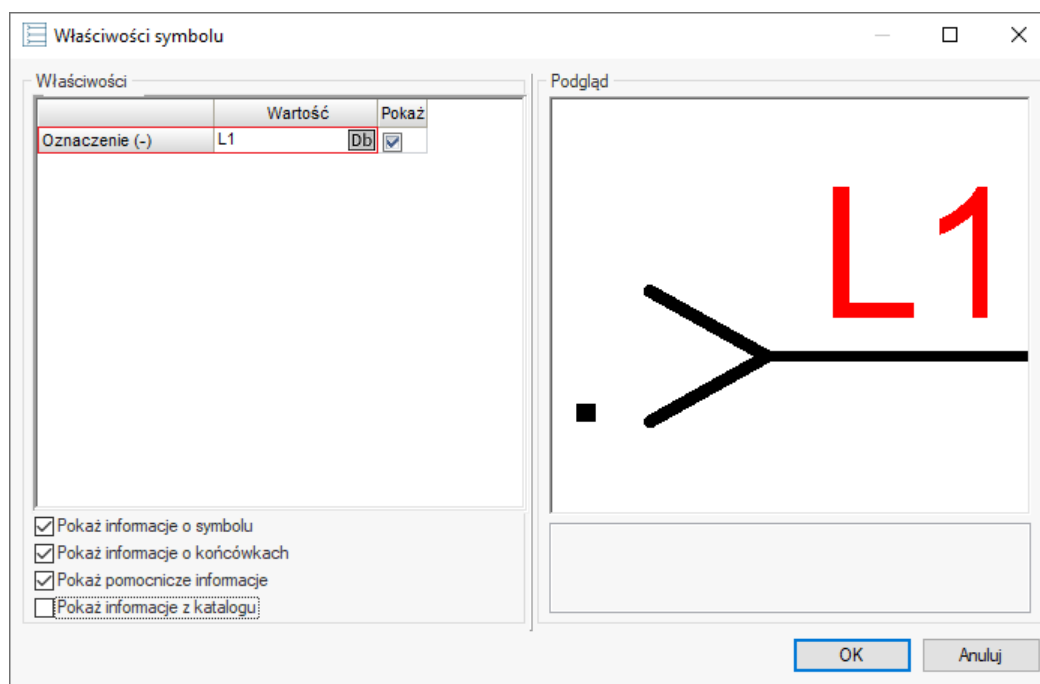 Właściwości symbolu
Właściwości
Wartość Pokaż
Oznaczenie (-) L1 Db
Pokaż informacje o symbolu
Pokaż informacje o końcówkach
Pokaż pomocnicze informacje
Pokaż informacje z katalogu
Podgląd
L1
OK Anuluj